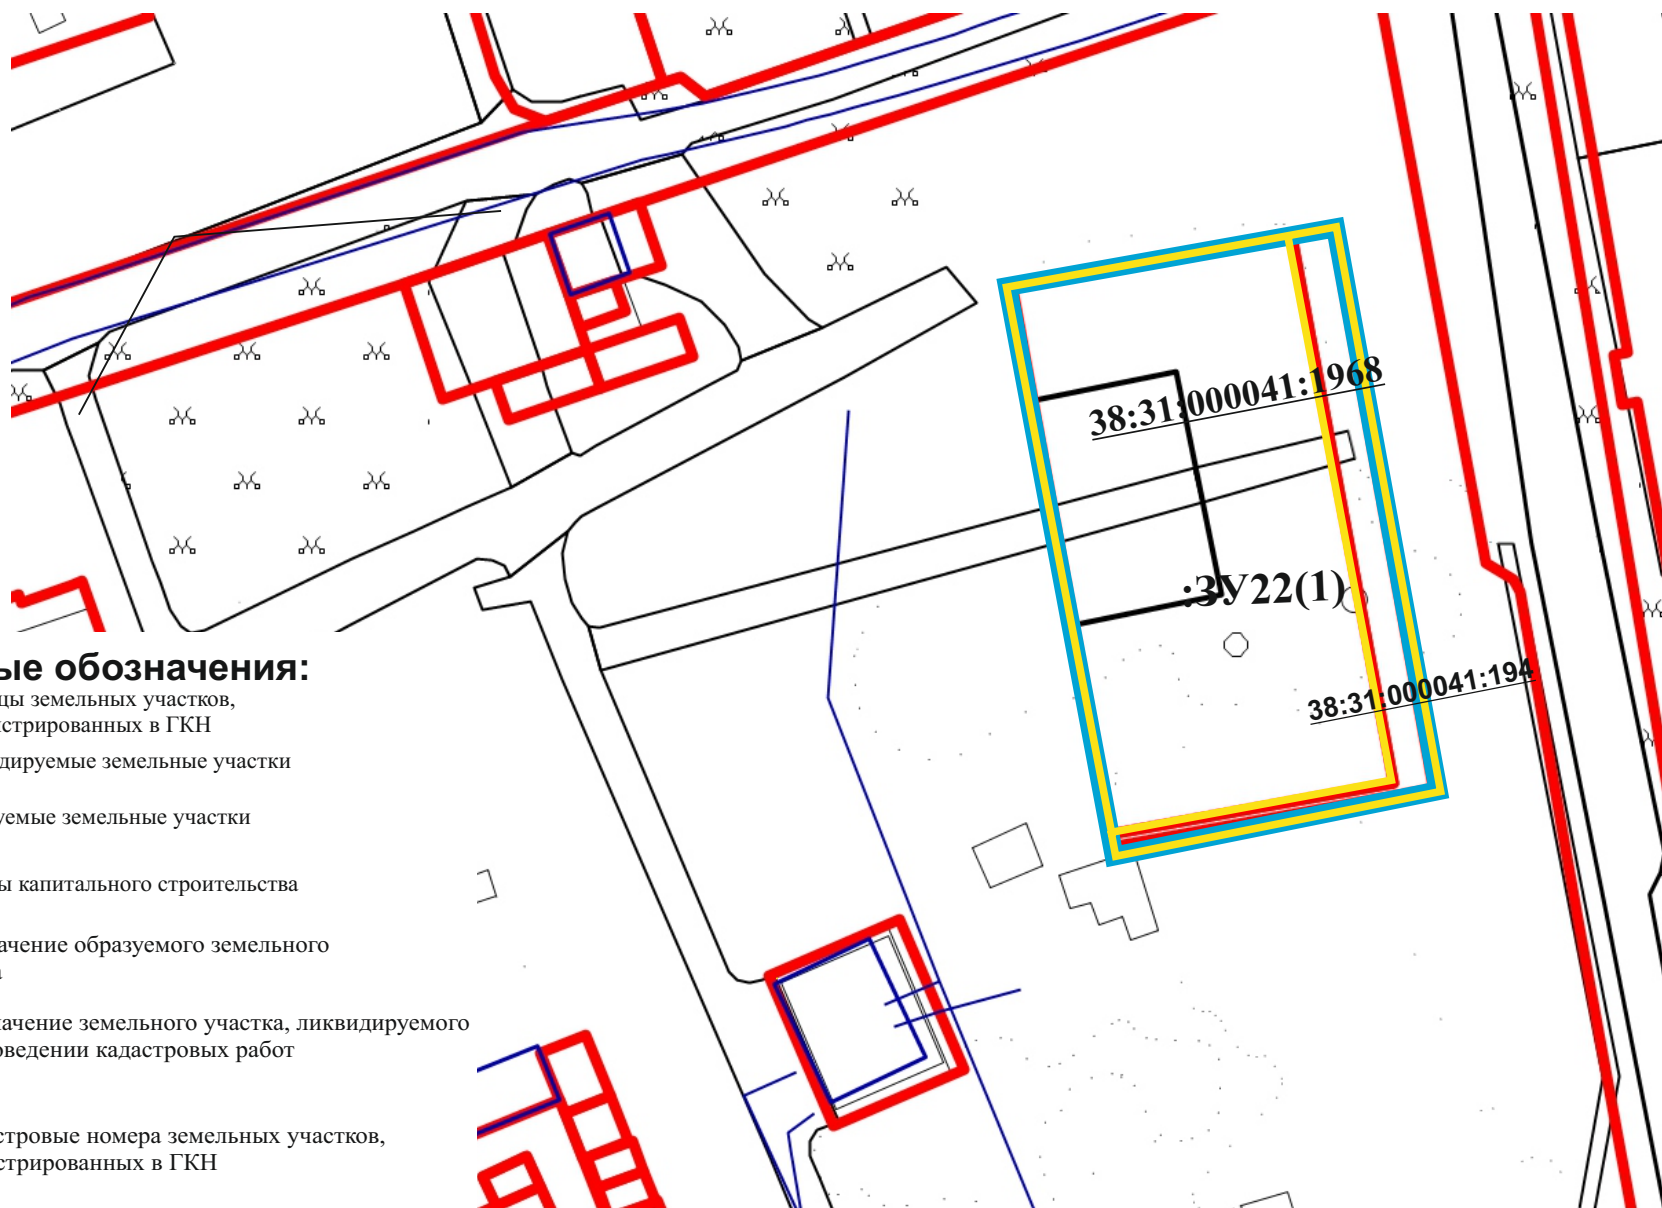 38:31:000041:1968
:ЗУ22(1)
38:31:000041:194
ые обозначения:
цы земельных участков,
стрированных в ГКН
дируемые земельные участки
уемые земельные участки
ы капитального строительства
ачение образуемого земельного
а
начение земельного участка, ликвидируемого
оведении кадастровых работ
стровые номера земельных участков,
стрированных в ГКН